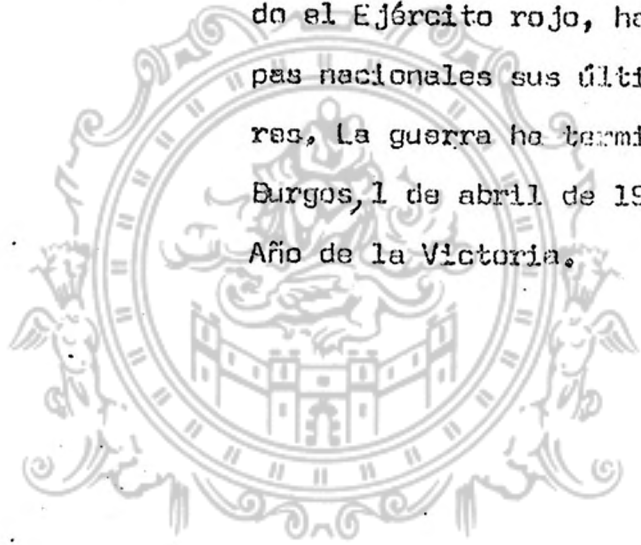 do el Ejército rojo, ha
pas nacionales sus últi
res. La guerra ha termi
Burgos, 1 de abril de 19
Año de la Victoria.